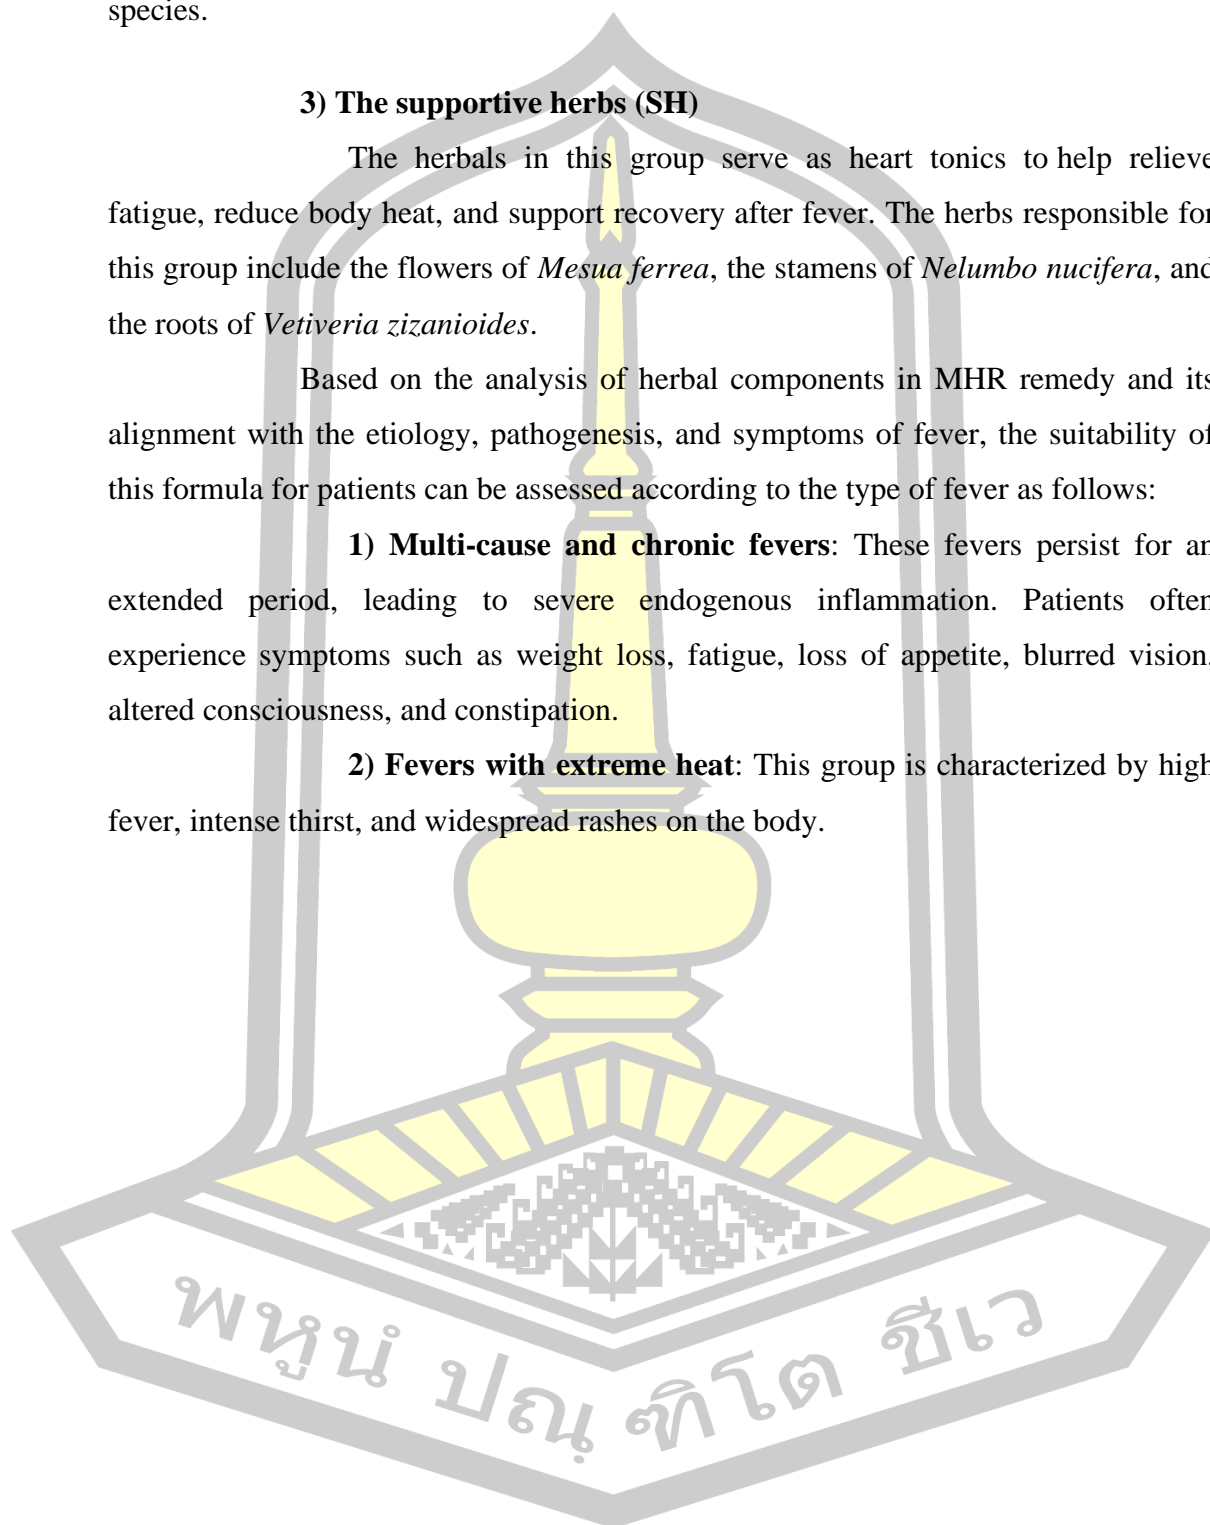 species.
3) The supportive herbs (SH)
The herbals in this group serve as heart tonics to help relieve
fatigue, reduce body heat, and support recovery after fever. The herbs responsible for
this group include the flowers of Mesua ferrea, the stamens of Nelumbo nucifera, and
the roots of Vetiveria zizanioides.
Based on the analysis of herbal components in MHR remedy and its
alignment with the etiology, pathogenesis, and symptoms of fever, the suitability of
this formula for patients can be assessed according to the type of fever as follows:
1) Multi-cause and chronic fevers: These fevers persist for an
extended period, leading to severe endogenous inflammation. Patients often
experience symptoms such as weight loss, fatigue, loss of appetite, blurred vision,
altered consciousness, and constipation.
2) Fevers with extreme heat: This group is characterized by high
fever, intense thirst, and widespread rashes on the body.
พหูนํ ปณฺฑิโต ชีเว